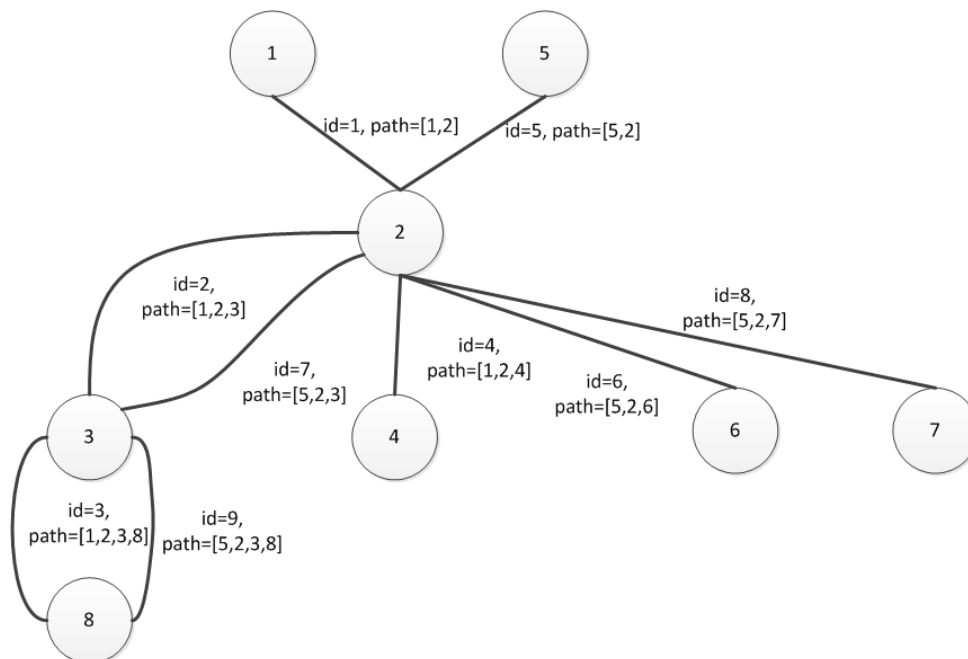 1
5
id=1, path=[1,2]
id=5, path=[5,2]
2
id=2,
path=[1,2,3]
id=8,
path=[5,2,7]
id=4,
path=[1,2,4]
id=7,
path=[5,2,3]
id=6,
path=[5,2,6]
3
4
6
7
id=3,
path=[1,2,3,8]
id=9,
path=[5,2,3,8]
8